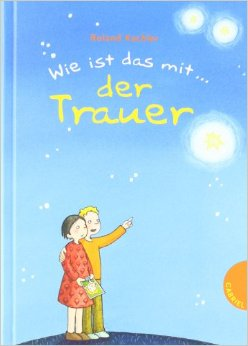 Roland Kachler
Wie ist das mit...
der
Trauer
GABRIEL